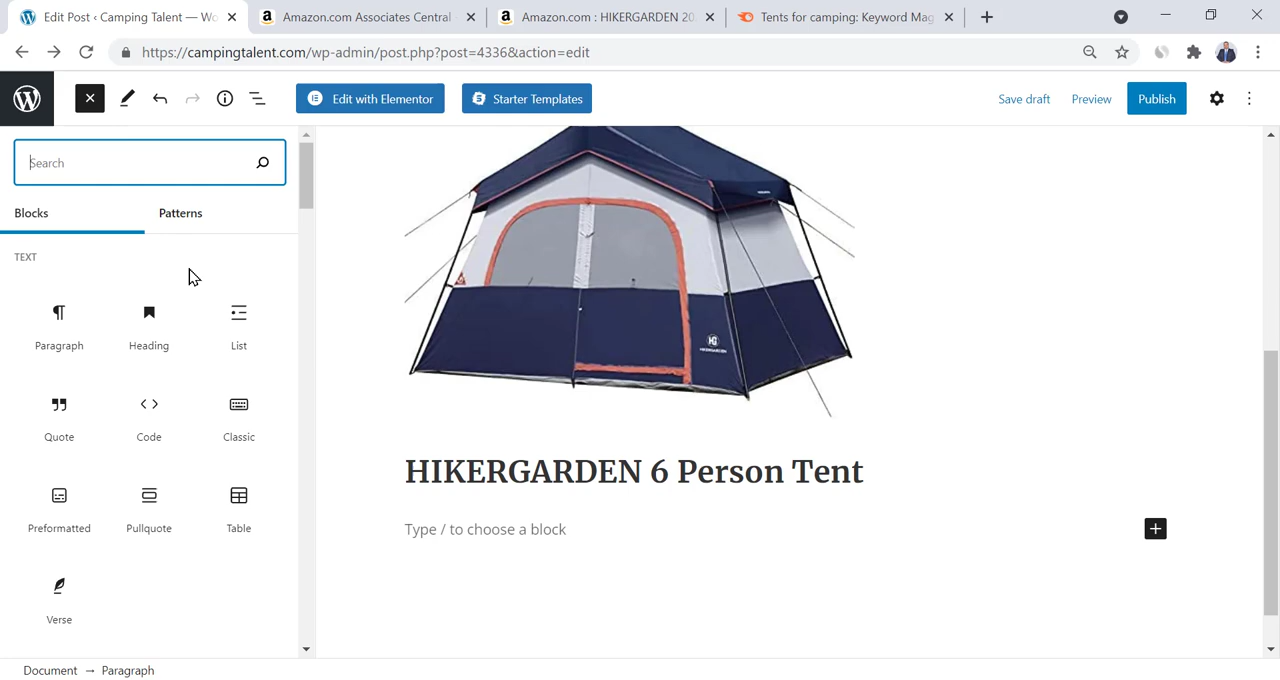 Edit Post ‹ Camping Talent — Wo
Amazon.com Associates Central
Amazon.com : HIKERGARDEN 20
Tents for camping: Keyword Mag
https://campingtalent.com/wp-admin/post.php?post=4336&action=edit
Edit with Elementor
Starter Templates
Save draft
Preview
Publish
Search
Blocks
Patterns
TEXT
Paragraph
Heading
List
Quote
Code
Classic
Preformatted
Pullquote
Table
Verse
HG
HIKERGARDEN
HIKERGARDEN 6 Person Tent
Type / to choose a block
Document → Paragraph